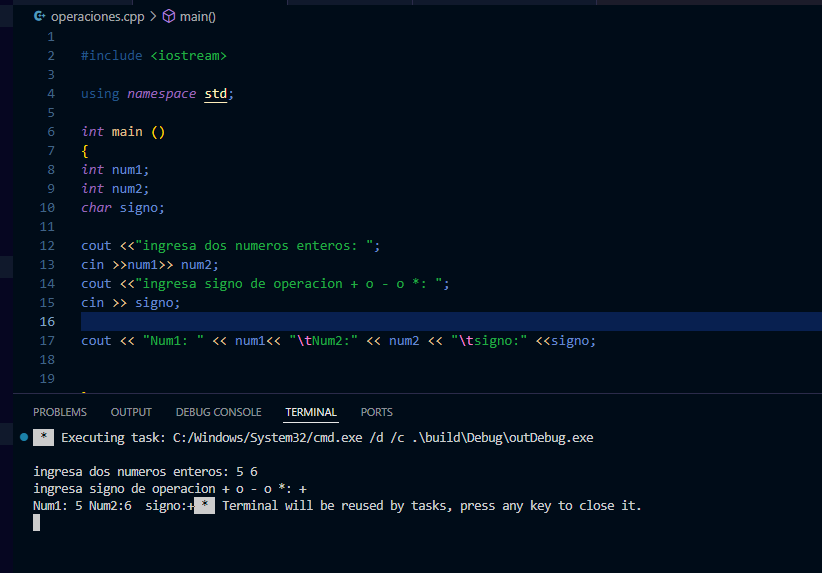 operaciones.cpp > main()
1
2 #include <iostream>
3
4 using namespace std;
5
6 int main ()
7 {
8 int num1;
9 int num2;
10 char signo;
11
12 cout <<"ingresa dos numeros enteros: ";
13 cin >>num1>> num2;
14 cout <<"ingresa signo de operacion + o - o *: ";
15 cin >> signo;
16
17 cout << "Num1: " << num1<< "\tNum2:" << num2 << "\tsigno:" <<signo;
18
19
PROBLEMS OUTPUT DEBUG CONSOLE TERMINAL PORTS
* Executing task: C:/Windows/System32/cmd.exe /d /c .\build\Debug\outDebug.exe
ingresa dos numeros enteros: 5 6
ingresa signo de operacion + o - o *: +
Num1: 5 Num2:6  signo:+ * Terminal will be reused by tasks, press any key to close it.